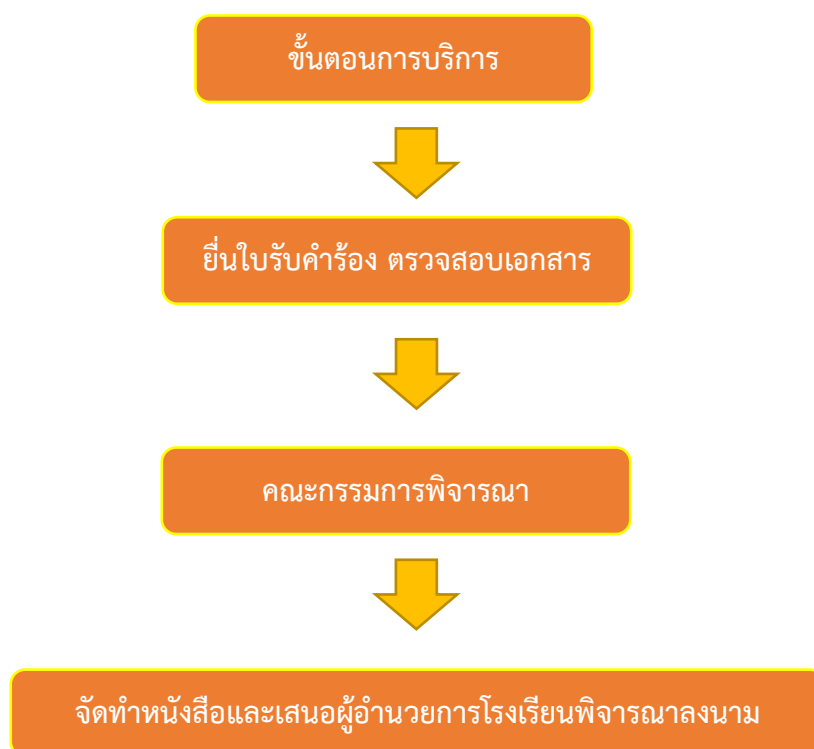 ขั้นตอนการบริการ
ยื่นใบรับคำร้อง ตรวจสอบเอกสาร
คณะกรรมการพิจารณา
จัดทำหนังสือและเสนอผู้อำนวยการโรงเรียนพิจารณาลงนาม